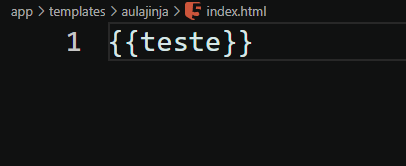 app > templates > aulajinja > index.html
1 {{teste}}